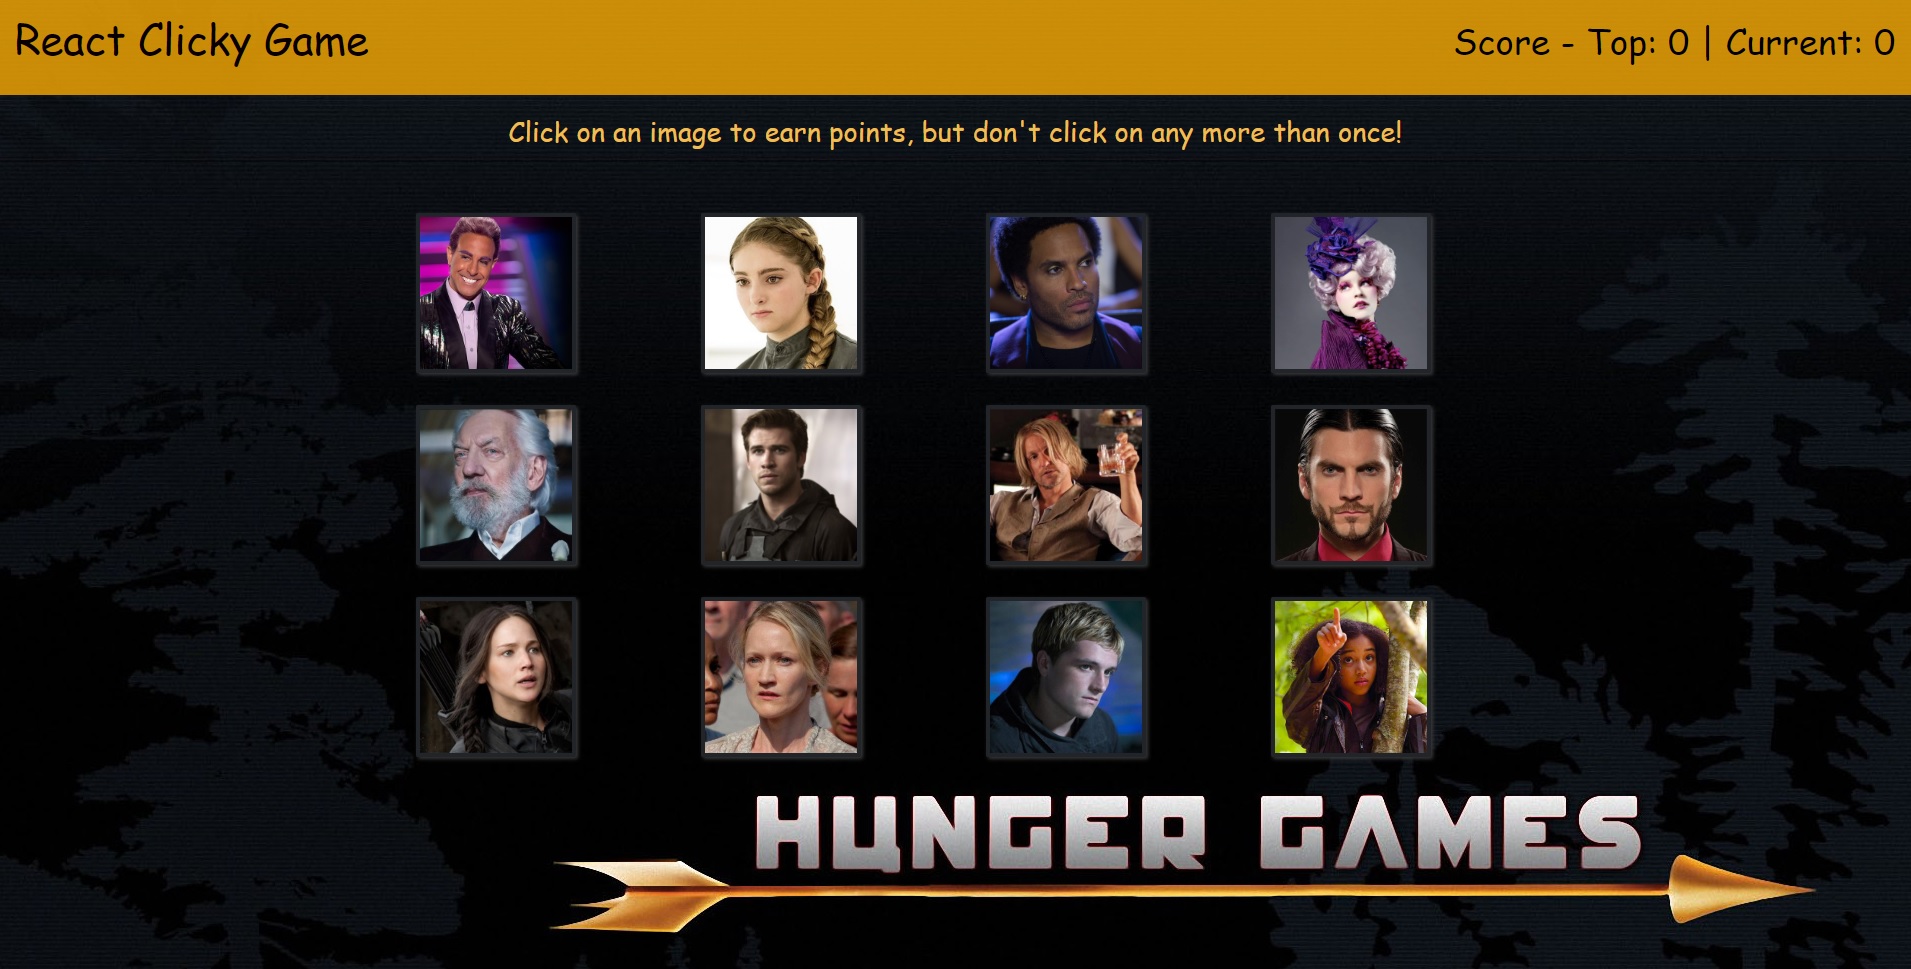 React Clicky Game
Score - Top: 0 | Current: 0
Click on an image to earn points, but don't click on any more than once!
HUNGER GAMES